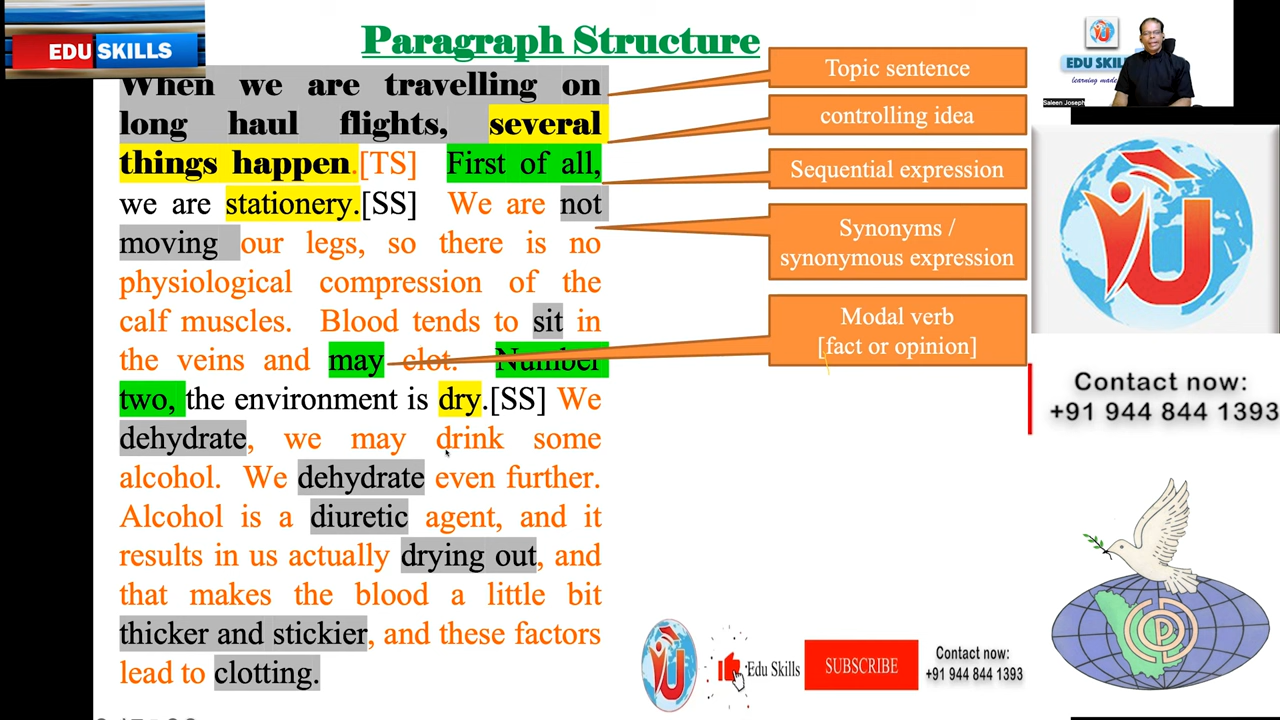 EDU SKILLS
Paragraph Structure
When we are travelling on
long haul flights, several
things happen.[TS] First of all,
we are stationery.[SS] We are not
moving our legs, so there is no
physiological compression of the
calf muscles. Blood tends to sit in
the veins and may clot. Number
two, the environment is dry.[SS] We
dehydrate, we may drink some
alcohol. We dehydrate even further.
Alcohol is a diuretic agent, and it
results in us actually drying out, and
that makes the blood a little bit
thicker and stickier, and these factors
lead to clotting.
Topic sentence
controlling idea
Sequential expression
Synonyms /
synonymous expression
Modal verb
[fact or opinion]
EDU SKILL
learning made
Saleen Joseph
Contact now:
+91 944 844 1393
Edu Skills
SUBSCRIBE
Contact now:
+91 944 844 1393